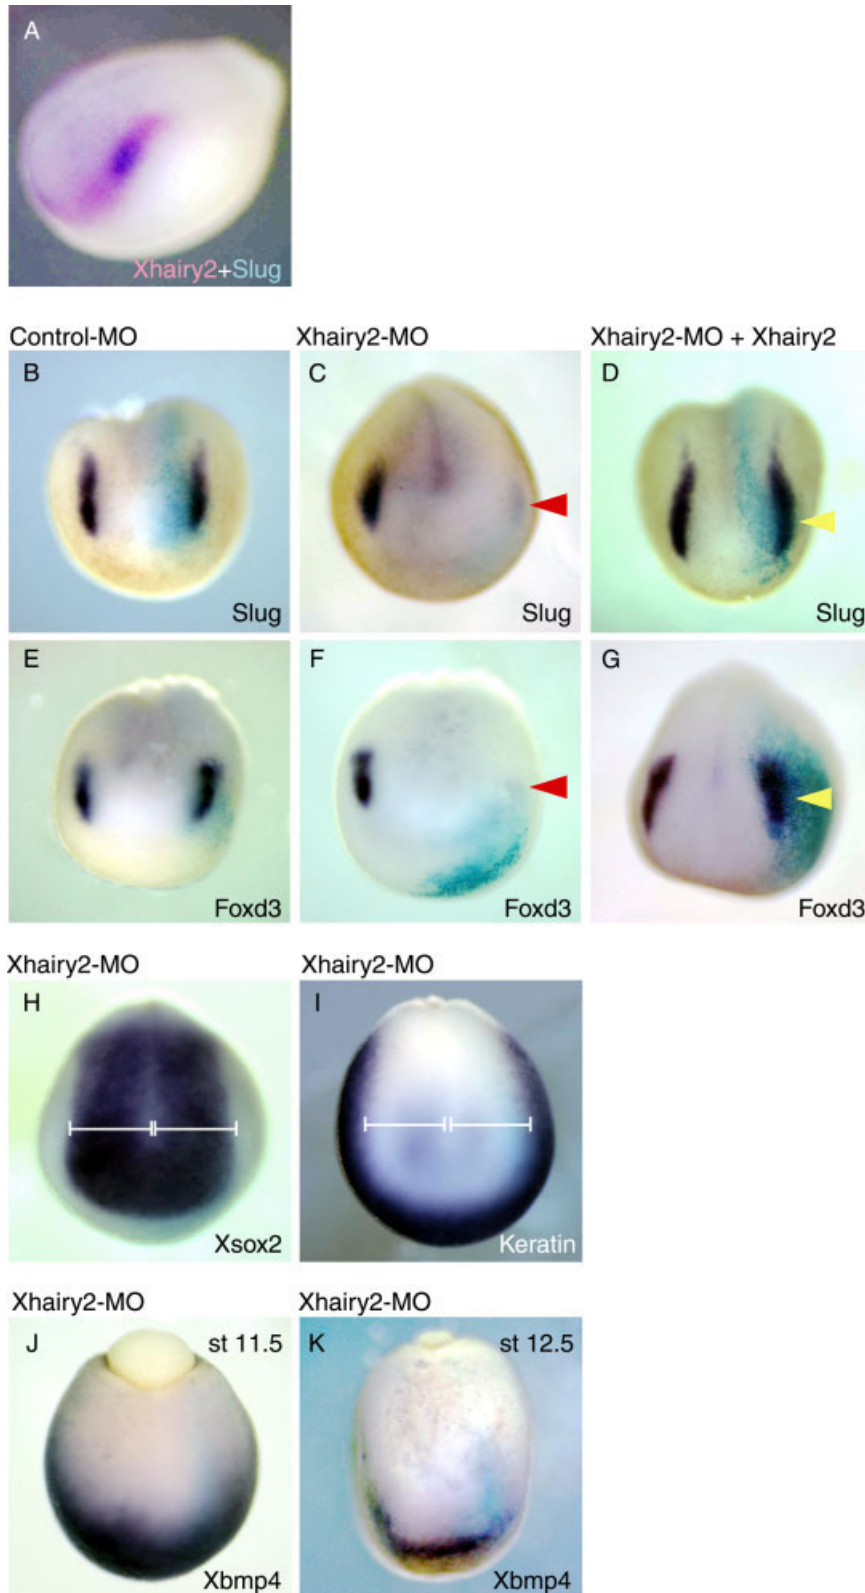 A
Xhairy2+Slug
Control-MO Xhairy2-MO Xhairy2-MO + Xhairy2
B C D
Slug Slug Slug
E F G
Foxd3 Foxd3 Foxd3
Xhairy2-MO Xhairy2-MO
H I
Xsox2 Keratin
Xhairy2-MO Xhairy2-MO
J st 11.5 K st 12.5
Xbmp4 Xbmp4